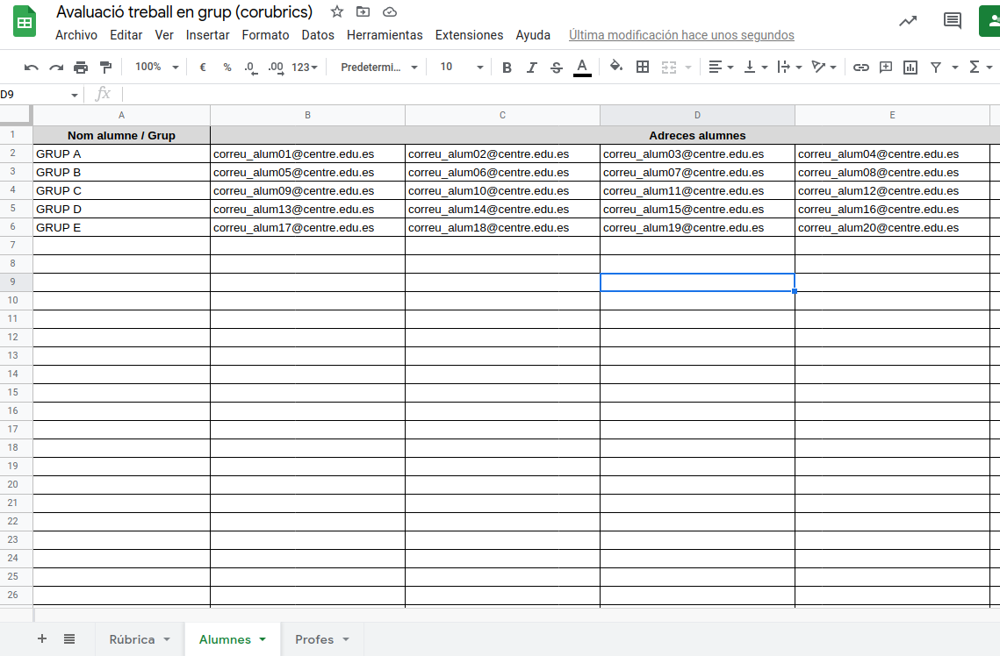 Avaluació treball en grup (corubrics)
Archivo Editar Ver Insertar Formato Datos Herramientas Extensiones Ayuda Última modificación hace unos segundos
100% € % .0 .00 123 Predetermi... 10 B I S A
D9 fx
A B C D E
1 Nom alumne / Grup Adreces alumnes
2 GRUP A correu_alum01@centre.edu.es correu_alum02@centre.edu.es correu_alum03@centre.edu.es correu_alum04@centre.edu.es
3 GRUP B correu_alum05@centre.edu.es correu_alum06@centre.edu.es correu_alum07@centre.edu.es correu_alum08@centre.edu.es
4 GRUP C correu_alum09@centre.edu.es correu_alum10@centre.edu.es correu_alum11@centre.edu.es correu_alum12@centre.edu.es
5 GRUP D correu_alum13@centre.edu.es correu_alum14@centre.edu.es correu_alum15@centre.edu.es correu_alum16@centre.edu.es
6 GRUP E correu_alum17@centre.edu.es correu_alum18@centre.edu.es correu_alum19@centre.edu.es correu_alum20@centre.edu.es
7
8
9
10
11
12
13
14
15
16
17
18
19
20
21
22
23
24
25
26
Rúbrica Alumnes Profes